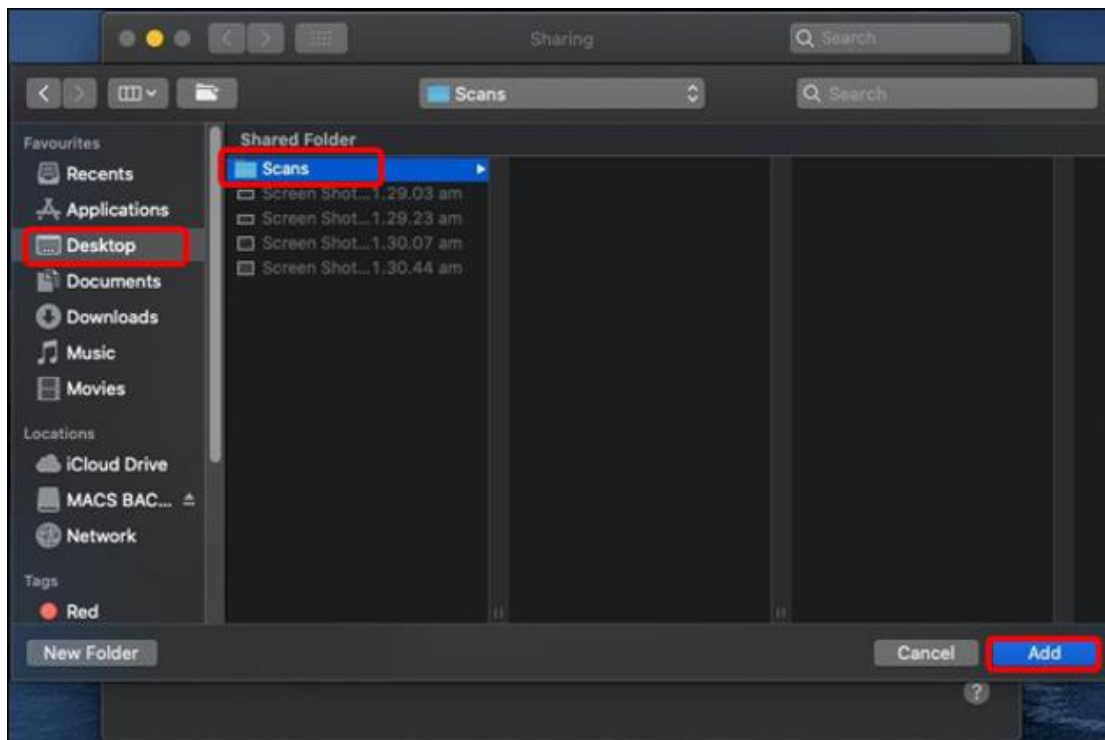 Sharing
Search
Scans
Search
Favourites
Recents
Applications
Desktop
Documents
Downloads
Music
Movies
Locations
iCloud Drive
MACS BAC...
Network
Tags
Red
Shared Folder
Scans
Screen Shot...1.29.03 am
Screen Shot...1.29.23 am
Screen Shot...1.30.07 am
Screen Shot...1.30.44 am
New Folder
Cancel
Add
?